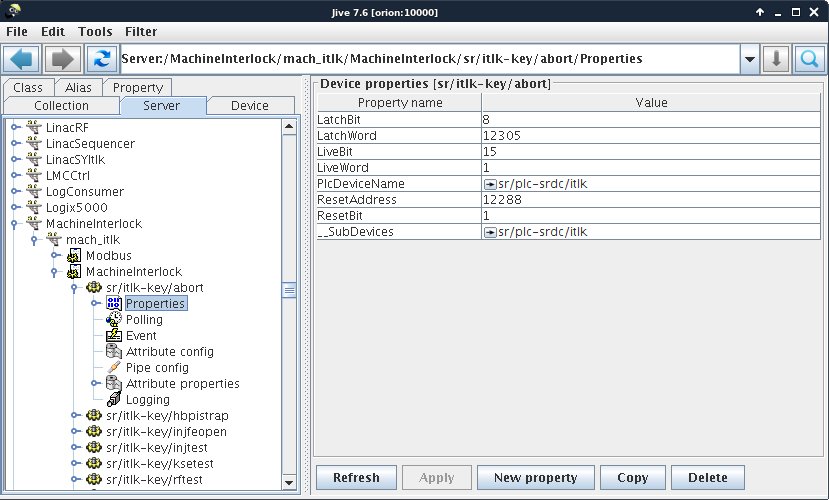 Jive 7.6 [orion:10000]
File Edit Tools Filter
Server:/MachineInterlock/mach_itlk/MachineInterlock/sr/itlk-key/abort/Properties
Class Alias Property
Collection Server Device
LinacRF
LinacSequencer
LinacSYItlk
LMCCtrl
LogConsumer
Logix5000
MachineInterlock
mach_itlk
Modbus
MachineInterlock
sr/itlk-key/abort
Properties
Polling
Event
Attribute config
Pipe config
Attribute properties
Logging
sr/itlk-key/hbpistrap
sr/itlk-key/injfeopen
sr/itlk-key/injtest
sr/itlk-key/ksetest
sr/itlk-key/rftest
Device properties [sr/itlk-key/abort]
Property name Value
LatchBit 8
LatchWord 12305
LiveBit 15
LiveWord 1
PlcDeviceName sr/plc-srdc/itlk
ResetAddress 12288
ResetBit 1
__SubDevices sr/plc-srdc/itlk
Refresh Apply New property Copy Delete